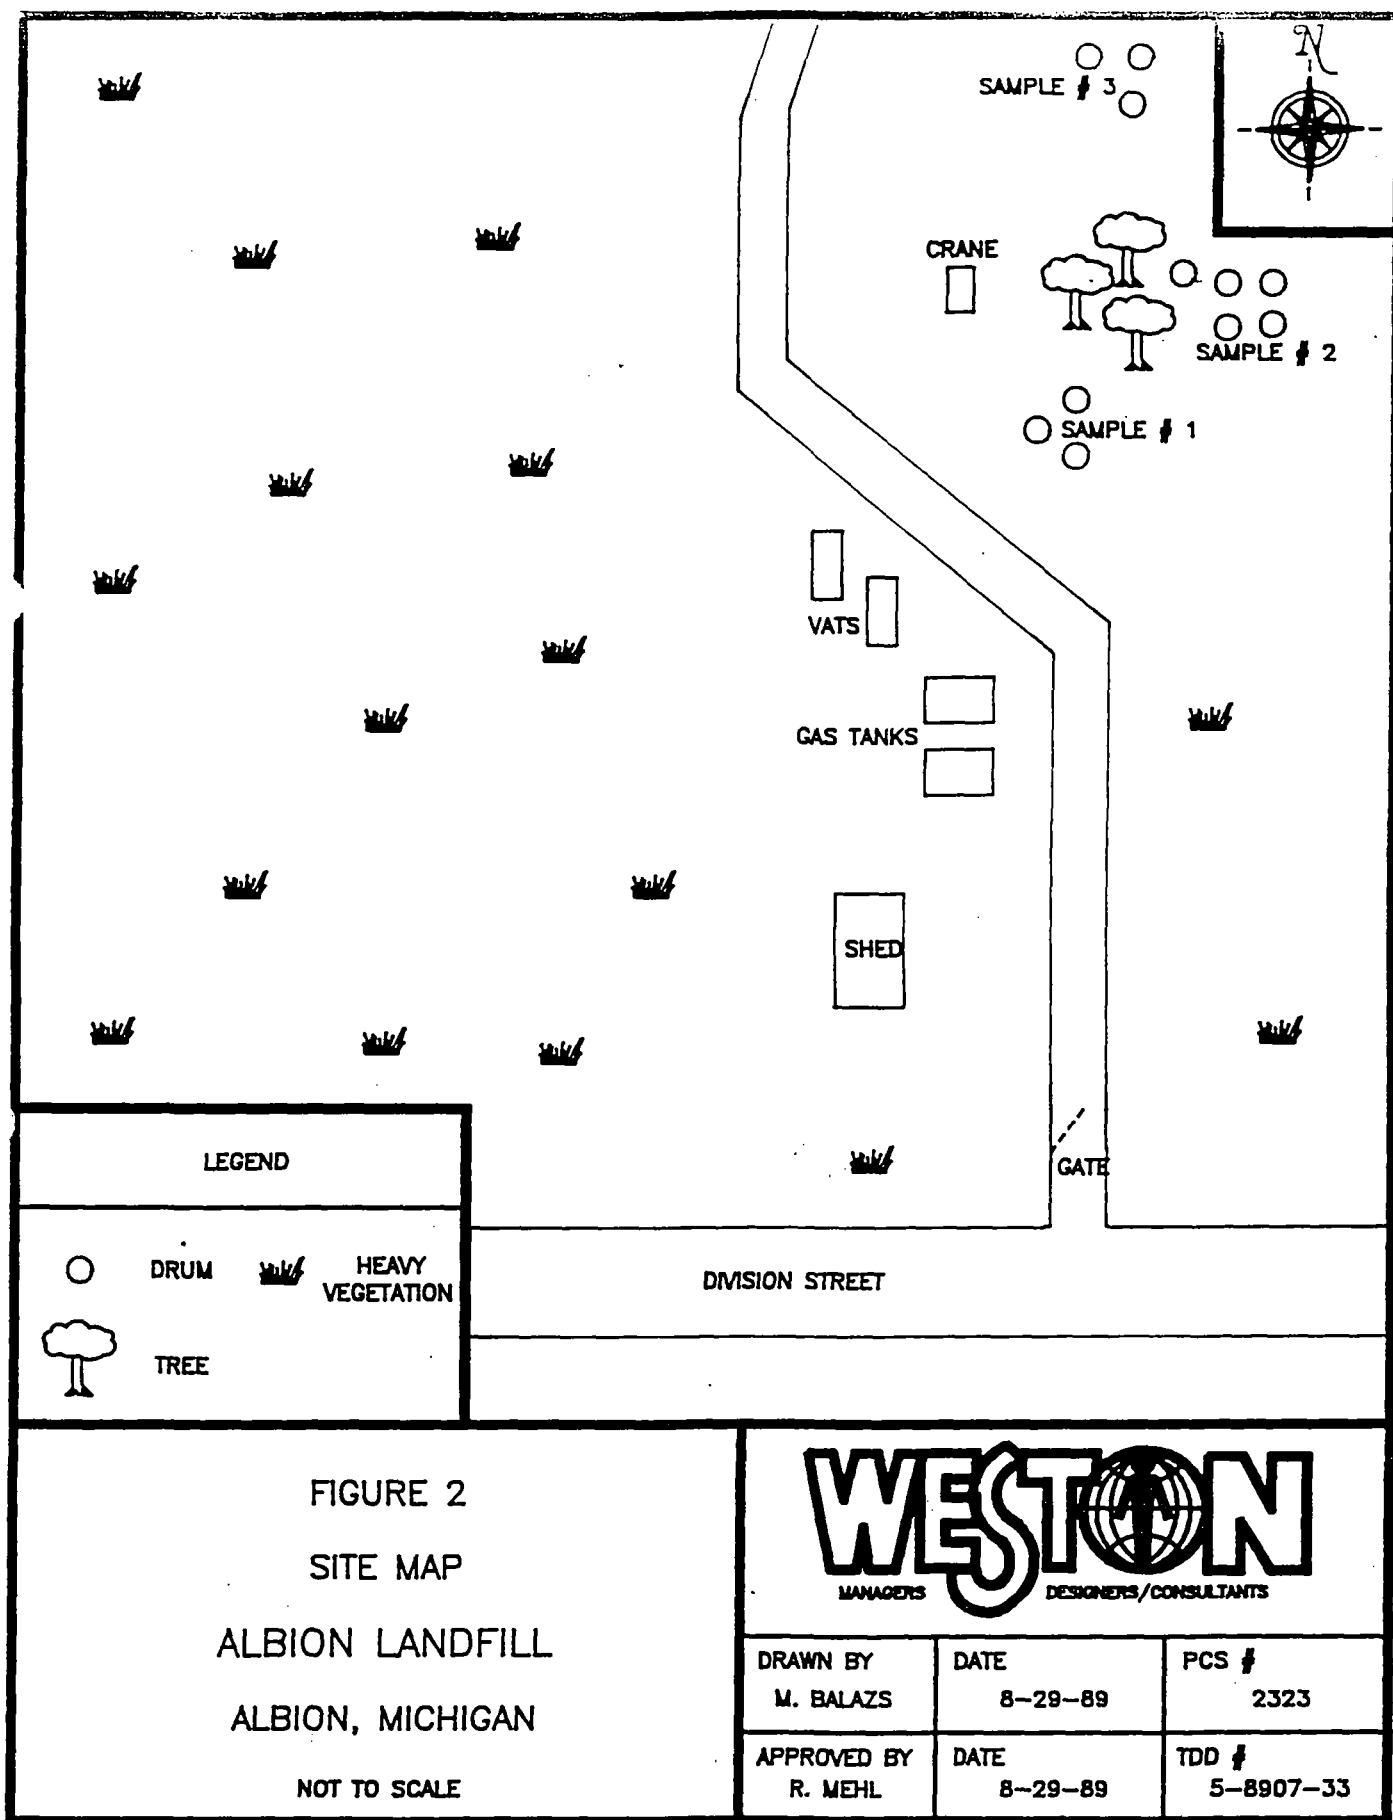 N
SAMPLE # 3
CRANE
SAMPLE # 2
SAMPLE # 1
VATS
GAS TANKS
SHED
GATE
LEGEND
DRUM
HEAVY
VEGETATION
TREE
DIVISION STREET
FIGURE 2
SITE MAP
ALBION LANDFILL
ALBION, MICHIGAN
NOT TO SCALE
WESTON
MANAGERS DESIGNERS/CONSULTANTS
DRAWN BY
M. BALAZS
DATE
8-29-89
PCS #
2323
APPROVED BY
R. MEHL
DATE
8-29-89
TDD #
5-8907-33